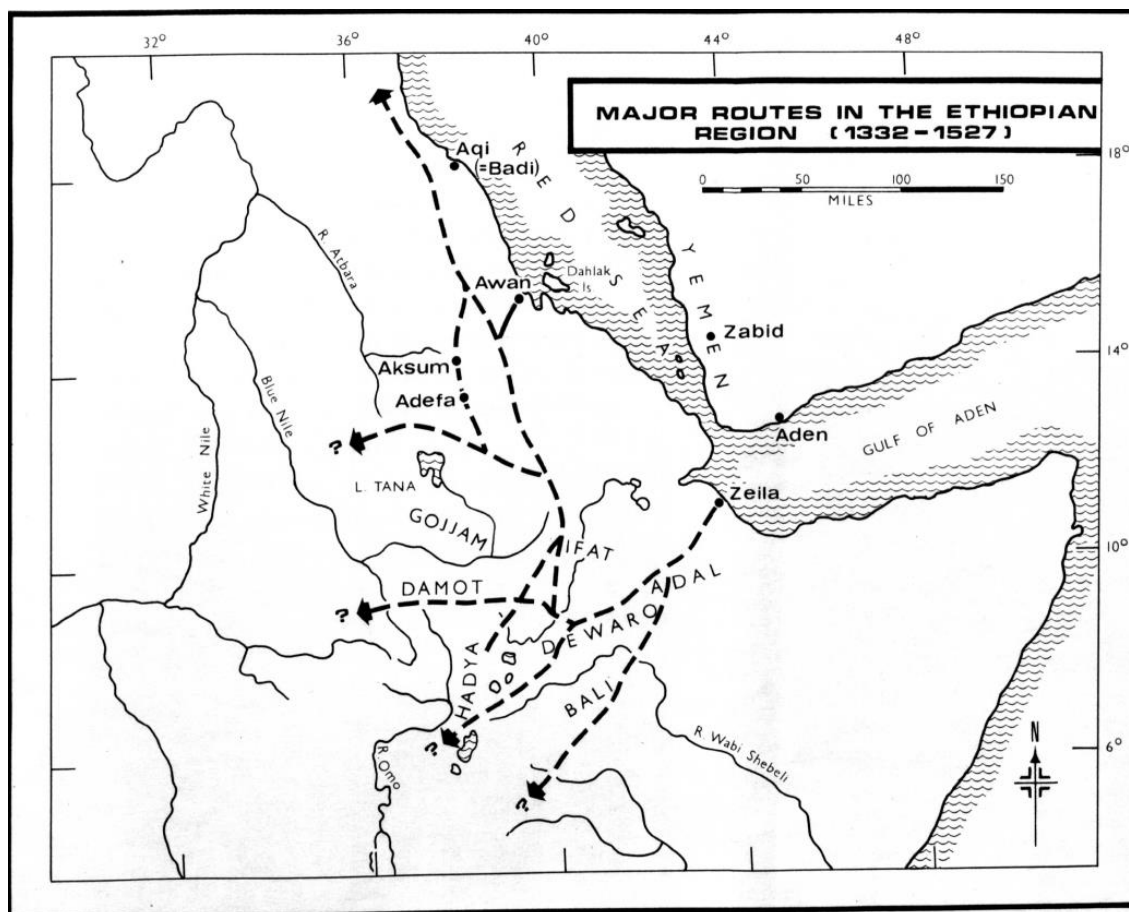 32° 36° 40° 44° 48°
MAJOR ROUTES IN THE ETHIOPIAN
REGION (1332-1527)
18°
0 50 100 150
MILES
Aqi
(=Badi)
RED SEA
YEMEN
R. Atbara
Awan
Dahlak
Is
Zabid
14°
Aksum
Adefa
Blue Nile
White Nile
?
L. TANA
Aden
GULF OF ADEN
Zeila
GOJJAM
IFAT
10°
DAMOT
ADAL
?
DEWARO
HADYA
BALI
?
R. Omo
R. Wabi Shebeli
6°
?
N